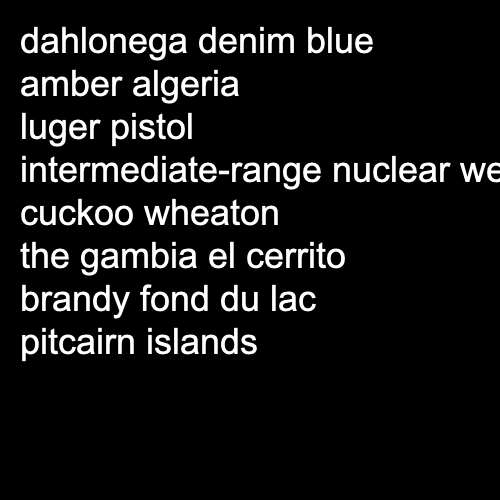 dahlonega denim blue
amber algeria
luger pistol
intermediate-range nuclear
cuckoo wheaton
the gambia el cerrito
brandy fond du lac
pitcairn islands